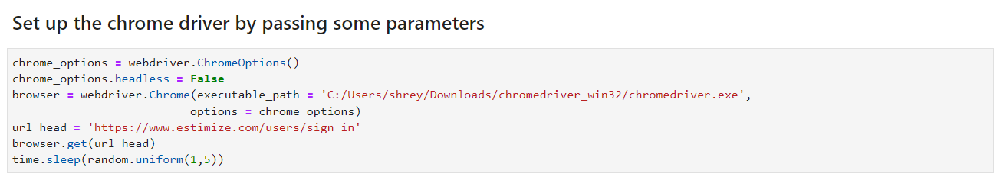 Set up the chrome driver by passing some parameters
chrome_options = webdriver.ChromeOptions()
chrome_options.headless = False
browser = webdriver.Chrome(executable_path = 'C:/Users/shrey/Downloads/chromedriver_win32/chromedriver.exe',
                          options = chrome_options)
url_head = 'https://www.estimize.com/users/sign_in'
browser.get(url_head)
time.sleep(random.uniform(1,5))